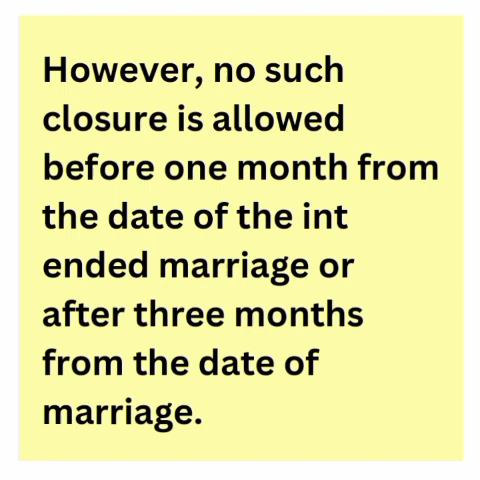 However, no such
closure is allowed
before one month from
the date of the int
ended marriage or
after three months
from the date of
marriage.